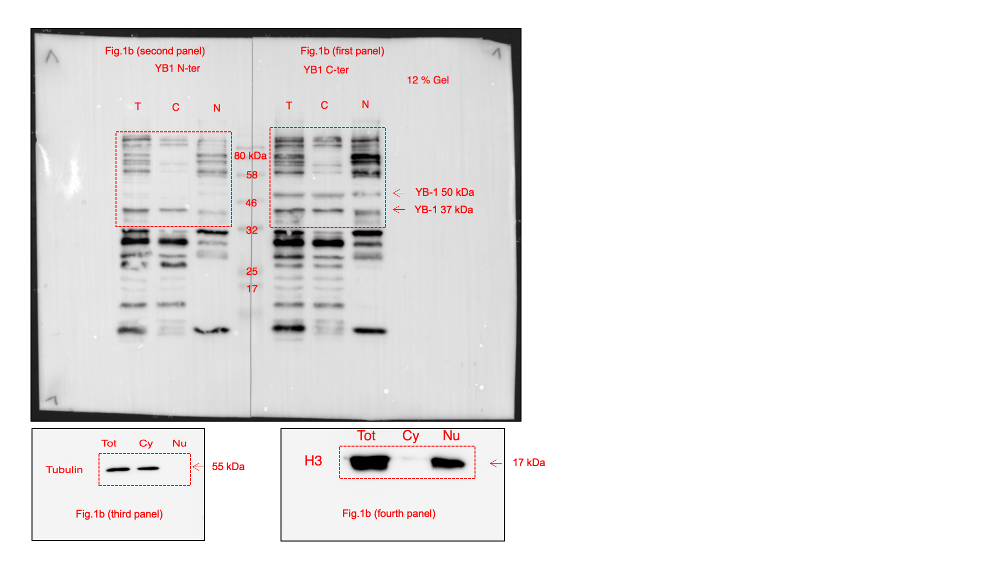 Fig.1b (second panel)
Fig.1b (first panel)
YB1 N-ter
YB1 C-ter
12 % Gel
T C N
T C N
80 kDa
58
YB-1 50 kDa
46
YB-1 37 kDa
32
25
17
Tot Cy Nu
Tubulin
55 kDa
Fig.1b (third panel)
Tot Cy Nu
H3
17 kDa
Fig.1b (fourth panel)